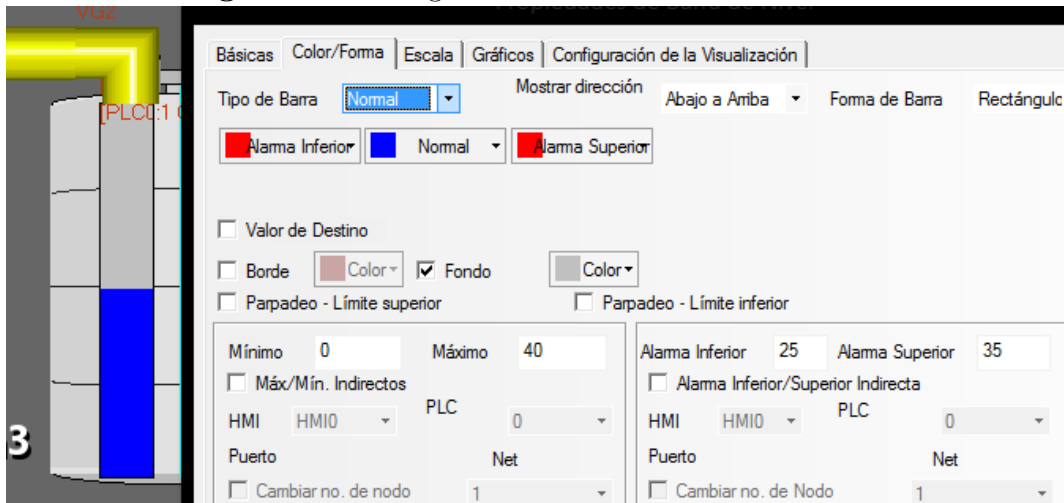 VG2
Básicas Color/Forma Escala Gráficos Configuración de la Visualización
Tipo de Barra Normal Mostrar dirección Abajo a Arriba Forma de Barra Rectángulo
[PLC0:1
Alarma Inferior Normal Alarma Superior
Valor de Destino
Borde Color Fondo Color
Parpadeo - Límite superior Parpadeo - Límite inferior
Mínimo 0 Máximo 40 Alarma Inferior 25 Alarma Superior 35
Máx/Mín. Indirectos Alarma Inferior/Superior Indirecta
HMI HMI0 PLC 0 HMI HMI0 PLC 0
3
Puerto Net Puerto Net
Cambiar no. de nodo 1 Cambiar no. de Nodo 1